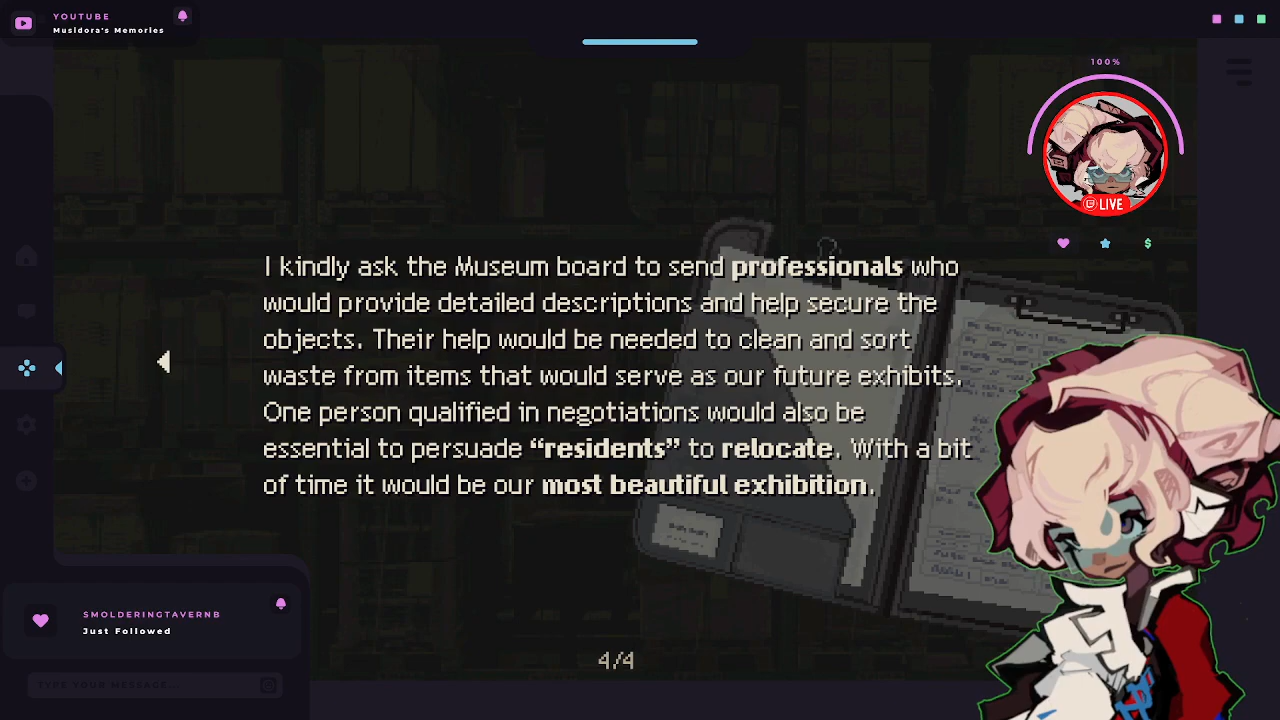 YOUTUBE
Musidora's Memories
100%
LIVE
I kindly ask the Museum board to send professionals who
would provide detailed descriptions and help secure the
objects. Their help would be needed to clean and sort
waste from items that would serve as our future exhibits.
One person qualified in negotiations would also be
essential to persuade “residents” to relocate. With a bit
of time it would be our most beautiful exhibition.
SMOLDERINGTAVERNB
Just Followed
4/4
TYPE YOUR MESSAGE...